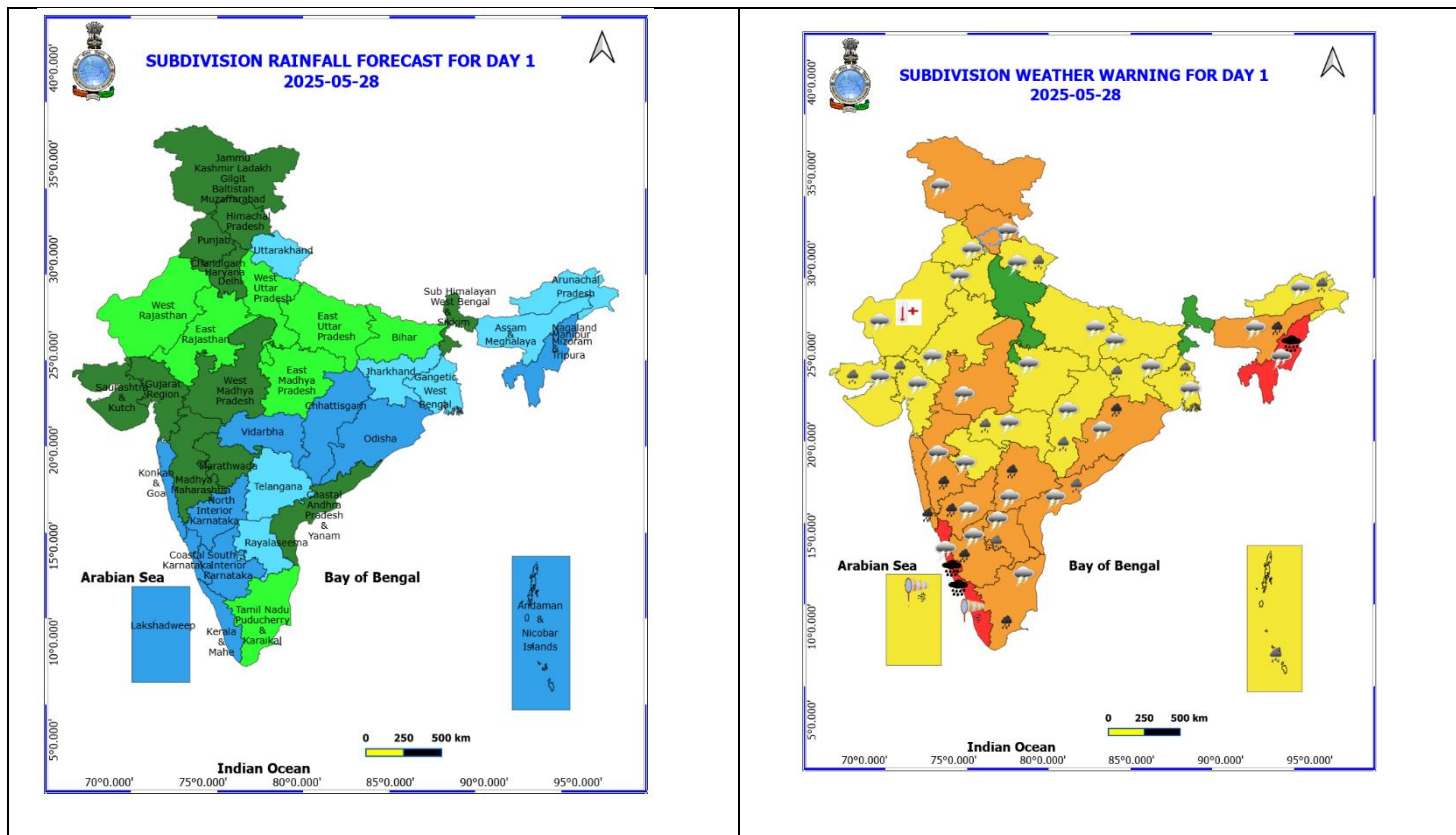 SUBDIVISION RAINFALL FORECAST FOR DAY 1
2025-05-28
40°0.000'
35°0.000'
30°0.000'
25°0.000'
20°0.000'
15°0.000'
10°0.000'
5°0.000'
Jammu
Kashmir Ladakh
Gilgit
Baltistan
Muzaffarabad
Himachal
Pradesh
Punjab
Uttarakhand
Chandigarh
Haryana
Delhi
West
Uttar
Pradesh
Arunachal
Pradesh
Sub Himalayan
West Bengal
&
Sikkim
West
Rajasthan
East
Rajasthan
East
Uttar
Pradesh
Bihar
Assam
&
Meghalaya
Nagaland
Manipur
Mizoram
&
Tripura
Saurashtra
&
Kutch
Gujarat
Region
West
Madhya
Pradesh
East
Madhya
Pradesh
Jharkhand
Gangetic
West
Bengal
Chhattisgarh
Vidarbha
Odisha
Konkan
&
Goa
Marathwada
Madhya
Maharashtra
Telangana
North
Interior
Karnataka
Coastal
Andhra
Pradesh
&
Yanam
Rayalaseema
Coastal
Karnataka
South
Interior
Karnataka
Arabian Sea
Bay of Bengal
Lakshadweep
Tamil Nadu
Puducherry
&
Karaikal
Kerala
&
Mahe
Andaman
&
Nicobar
Islands
0 250 500 km
Indian Ocean
70°0.000' 75°0.000' 80°0.000' 85°0.000' 90°0.000' 95°0.000'
SUBDIVISION WEATHER WARNING FOR DAY 1
2025-05-28
40°0.000'
35°0.000'
30°0.000'
25°0.000'
20°0.000'
15°0.000'
10°0.000'
5°0.000'
Arabian Sea
Bay of Bengal
0 250 500 km
Indian Ocean
70°0.000' 75°0.000' 80°0.000' 85°0.000' 90°0.000' 95°0.000'